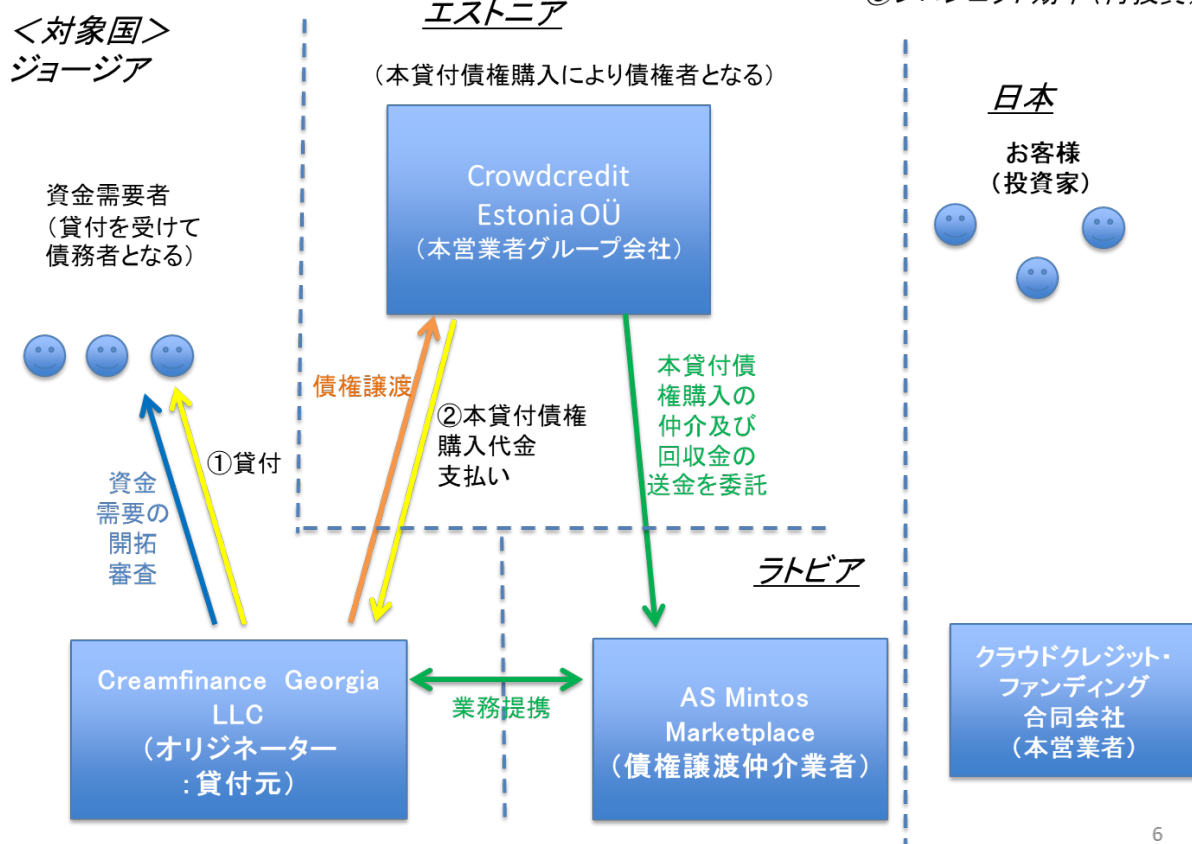 ＜対象国＞
ジョージア
エストニア
（本貸付債権購入により債権者となる）
日本
お客様
（投資家）
Crowdcredit
Estonia OÜ
（本営業者グループ会社）
資金需要者
（貸付を受けて
債務者となる）
債権譲渡
②本貸付債権
購入代金
支払い
本貸付債
権購入の
仲介及び
回収金の
送金を委託
①貸付
資金
需要の
開拓
審査
ラトビア
Creamfinance Georgia
LLC
（オリジネーター
：貸付元）
業務提携
AS Mintos
Marketplace
（債権譲渡仲介業者）
クラウドクレジット・
ファンディング
合同会社
（本営業者）
6